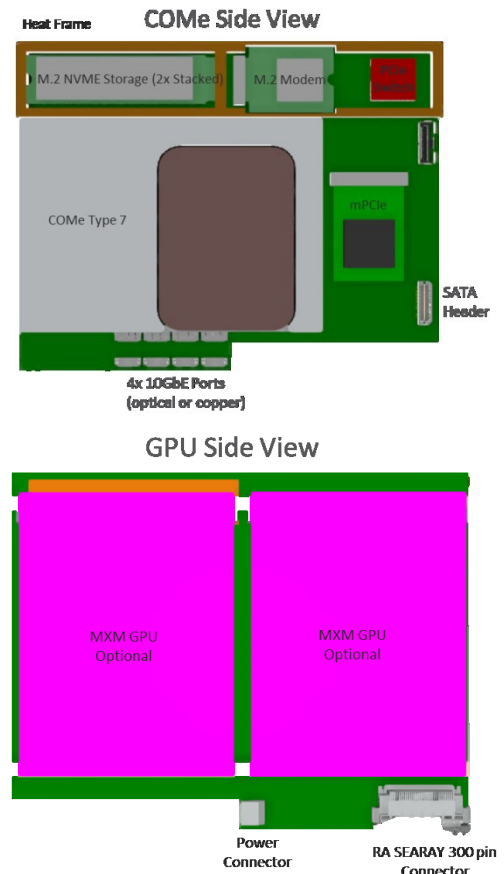 COMe Side View
Heat Frame
M.2 NVME Storage (2x Stacked)
M.2 Modem
PCIe
Switch
COMe Type 7
mPCIe
SATA
Header
4x 10GbE Ports
(optical or copper)
GPU Side View
MXM GPU
Optional
MXM GPU
Optional
Power
Connector
RA SEARAY 300 pin
Connector